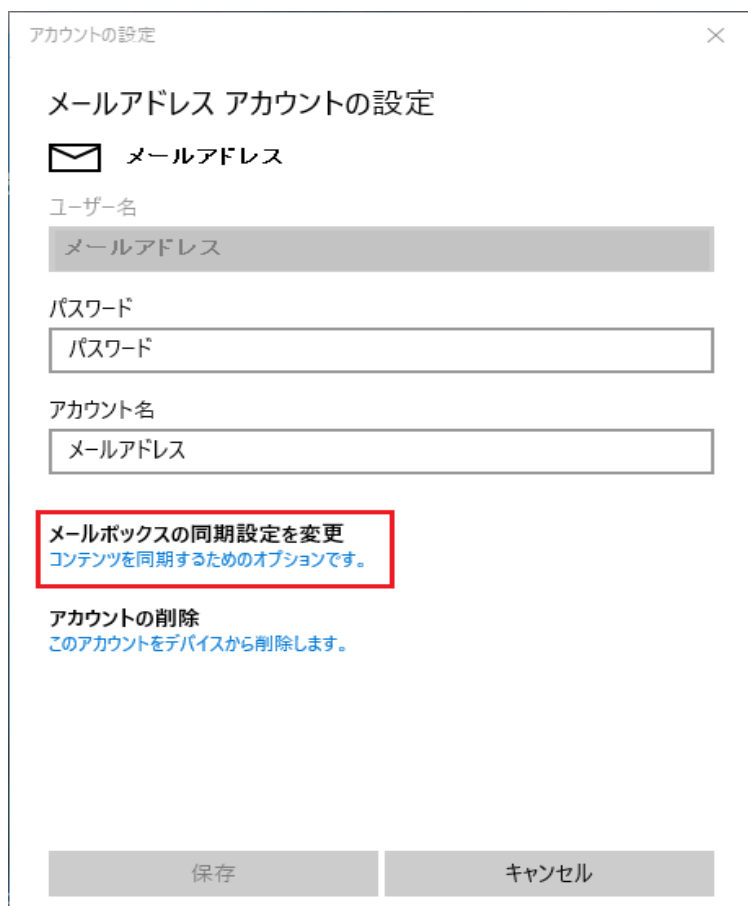 アカウントの設定
メールアドレス アカウントの設定
メールアドレス
ユーザー名
メールアドレス
パスワード
パスワード
アカウント名
メールアドレス
メールボックスの同期設定を変更
コンテンツを同期するためのオプションです。
アカウントの削除
このアカウントをデバイスから削除します。
保存
キャンセル